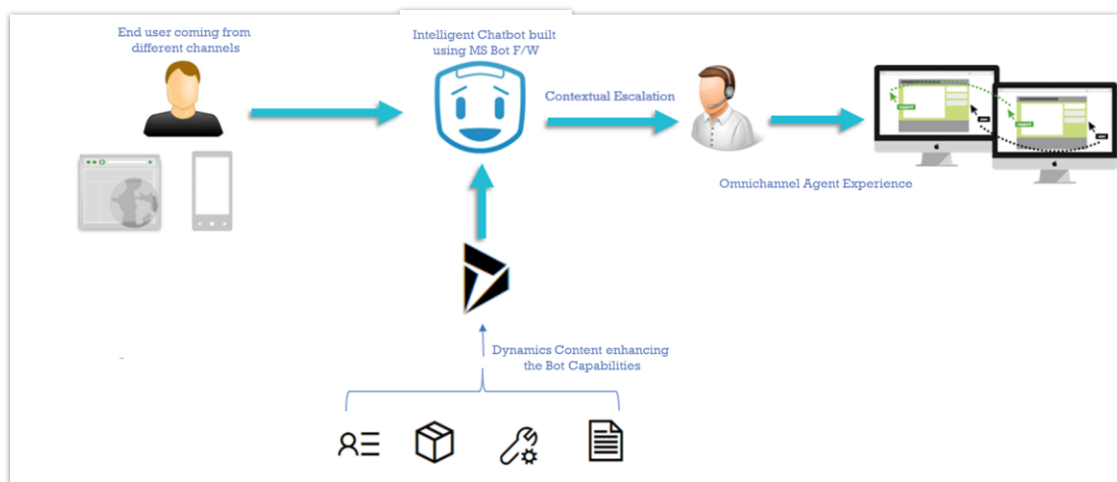 End user coming from
different channels
Intelligent Chatbot built
using MS Bot F/W
Contextual Escalation
Omnichannel Agent Experience
Dynamics Content enhancing
the Bot Capabilities